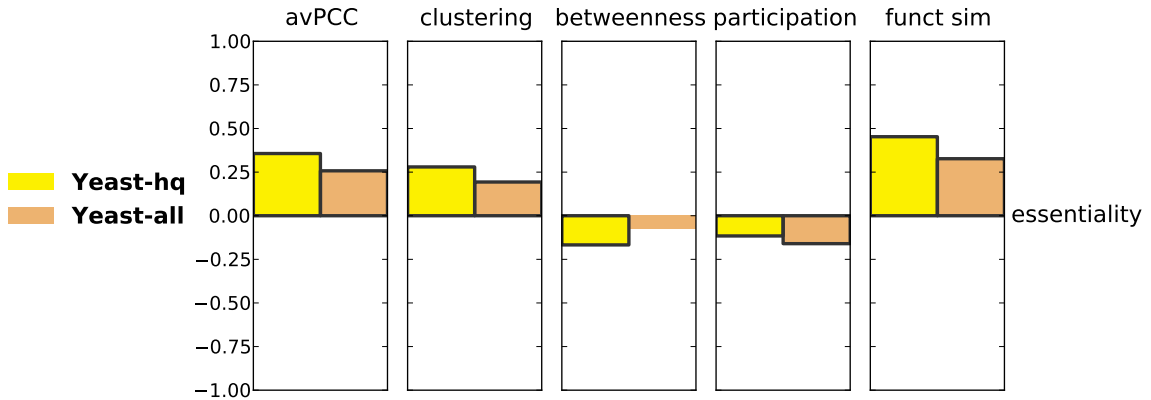 avPCC clustering betweenness participation funct sim
1.00
0.75
0.50
0.25
0.00
−0.25
−0.50
−0.75
−1.00
Yeast-hq
Yeast-all
essentiality